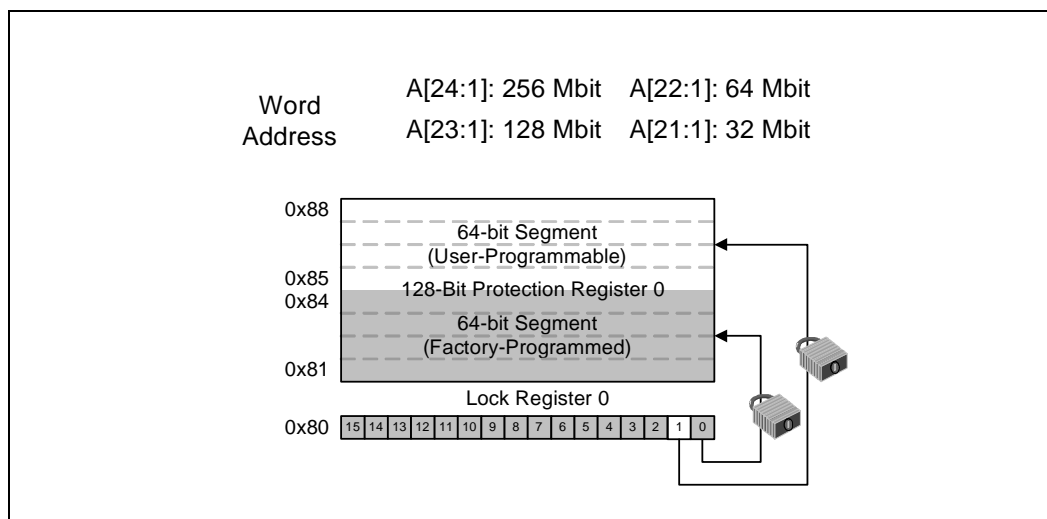 Word Address
A[24:1]: 256 Mbit A[22:1]: 64 Mbit
A[23:1]: 128 Mbit A[21:1]: 32 Mbit
0x88
64-bit Segment
(User-Programmable)
0x85
128-Bit Protection Register 0
0x84
64-bit Segment
(Factory-Programmed)
0x81
Lock Register 0
0x80 15 14 13 12 11 10 9 8 7 6 5 4 3 2 1 0